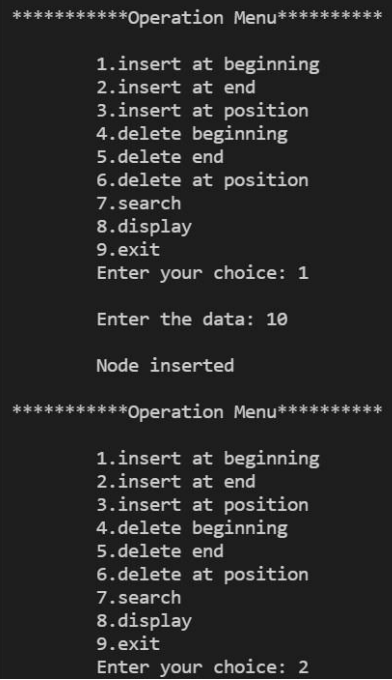 ***********Operation Menu**********
1.insert at beginning
2.insert at end
3.insert at position
4.delete beginning
5.delete end
6.delete at position
7.search
8.display
9.exit
Enter your choice: 1
Enter the data: 10
Node inserted
***********Operation Menu**********
1.insert at beginning
2.insert at end
3.insert at position
4.delete beginning
5.delete end
6.delete at position
7.search
8.display
9.exit
Enter your choice: 2